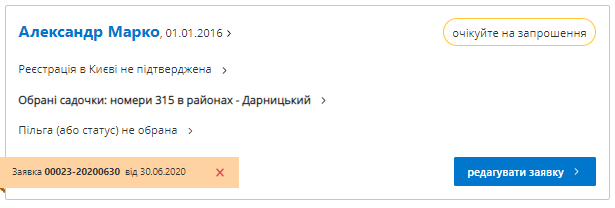 Александр Марко, 01.01.2016
очікуйте на запрошення
Реєстрація в Києві не підтверджена
Обрані садочки: номери 315 в районах - Дарницький
Пільга (або статус) не обрана
Заявка 00023-20200630 від 30.06.2020
редагувати заявку